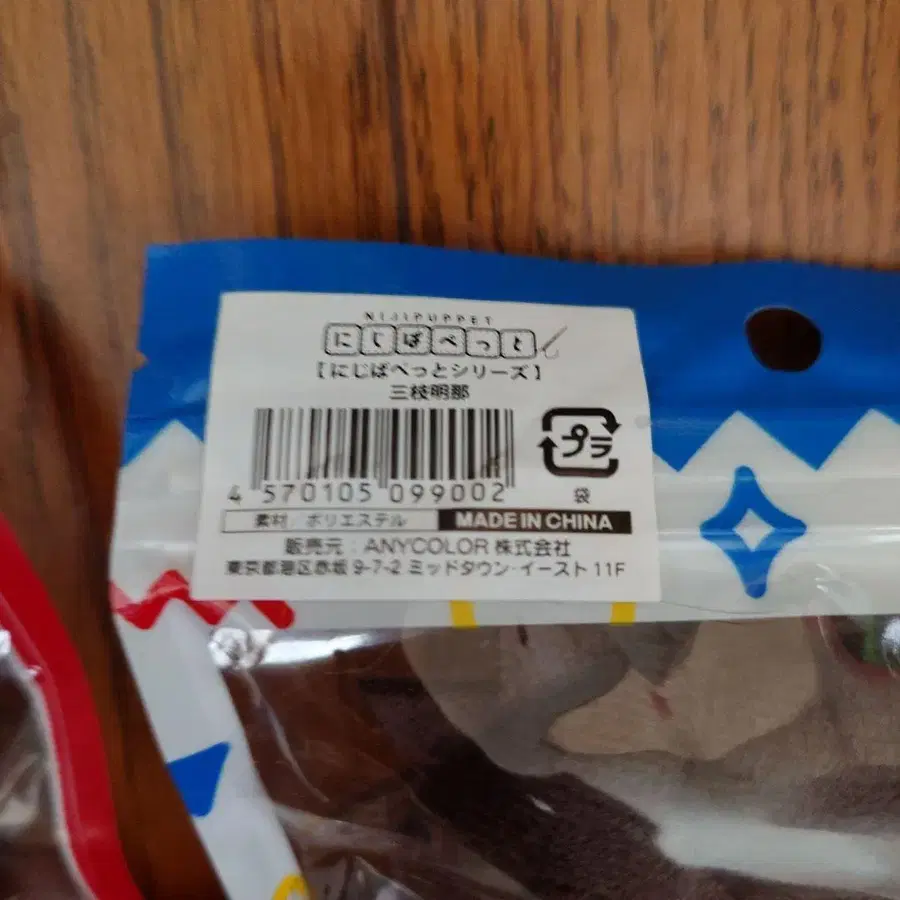 NIJIPUPPET
にじぱぺっと
【にじぱぺっとシリーズ】
三枝明那
4 570105 099002
プラ
袋
素材/ポリエステル MADE IN CHINA
販売元:ANYCOLOR 株式会社
東京都港区赤坂 9-7-2 ミッドタウン・イースト 11F